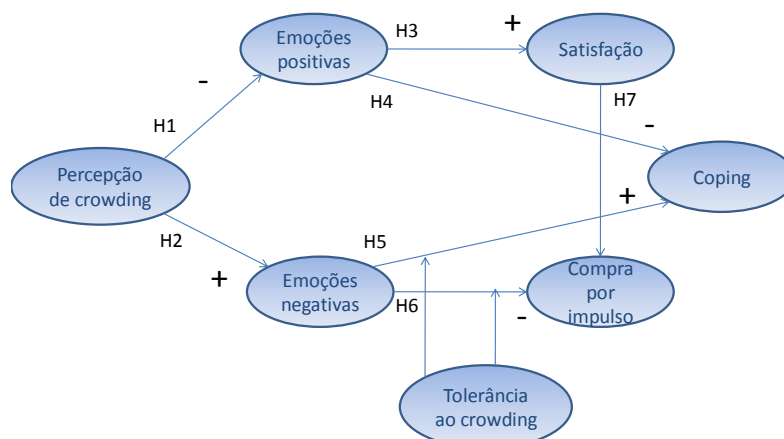 Emoções
positivas
H3
+
Satisfação
H4
H7
-
H1
-
Percepção
de crowding
Coping
+
H2
H5
+
Emoções
negativas
H6
-
Compra
por
impulso
Tolerância
ao crowding